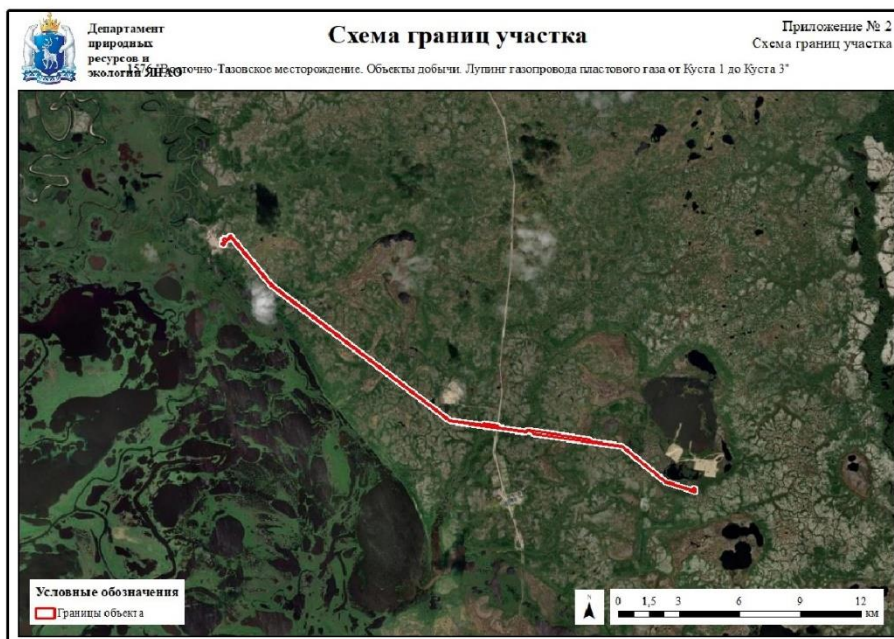 Департамент
природных
ресурсов и
экологии ЯНАО
Схема границ участка
Приложение № 2
Схема границ участка
1576 "Восточно-Тазовское месторождение. Объекты добычи. Лупинг газопровода пластового газа от Куста 1 до Куста 3"
Условные обозначения
Границы объекта
N
0 1,5 3 6 9 12
км